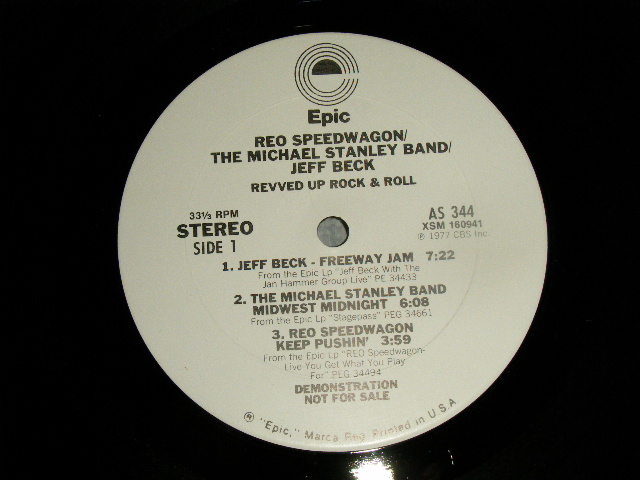 Epic
REO SPEEDWAGON/
THE MICHAEL STANLEY BAND/
JEFF BECK
REVVED UP ROCK & ROLL
33⅓ RPM
STEREO
SIDE 1
AS 344
XSM 160941
℗ 1977 CBS Inc.
1. JEFF BECK - FREEWAY JAM 7:22
From the Epic Lp "Jeff Beck With The
Jan Hammer Group Live" PE 34433
2. THE MICHAEL STANLEY BAND
MIDWEST MIDNIGHT 6:08
From the Epic Lp "Stagepass" PEG 34661
3. REO SPEEDWAGON
KEEP PUSHIN' 3:59
From the Epic Lp "REO Speedwagon-
Live You Get What You Play
For" PEG 34494
DEMONSTRATION
NOT FOR SALE
® "Epic," Marca Reg. Printed in U.S.A